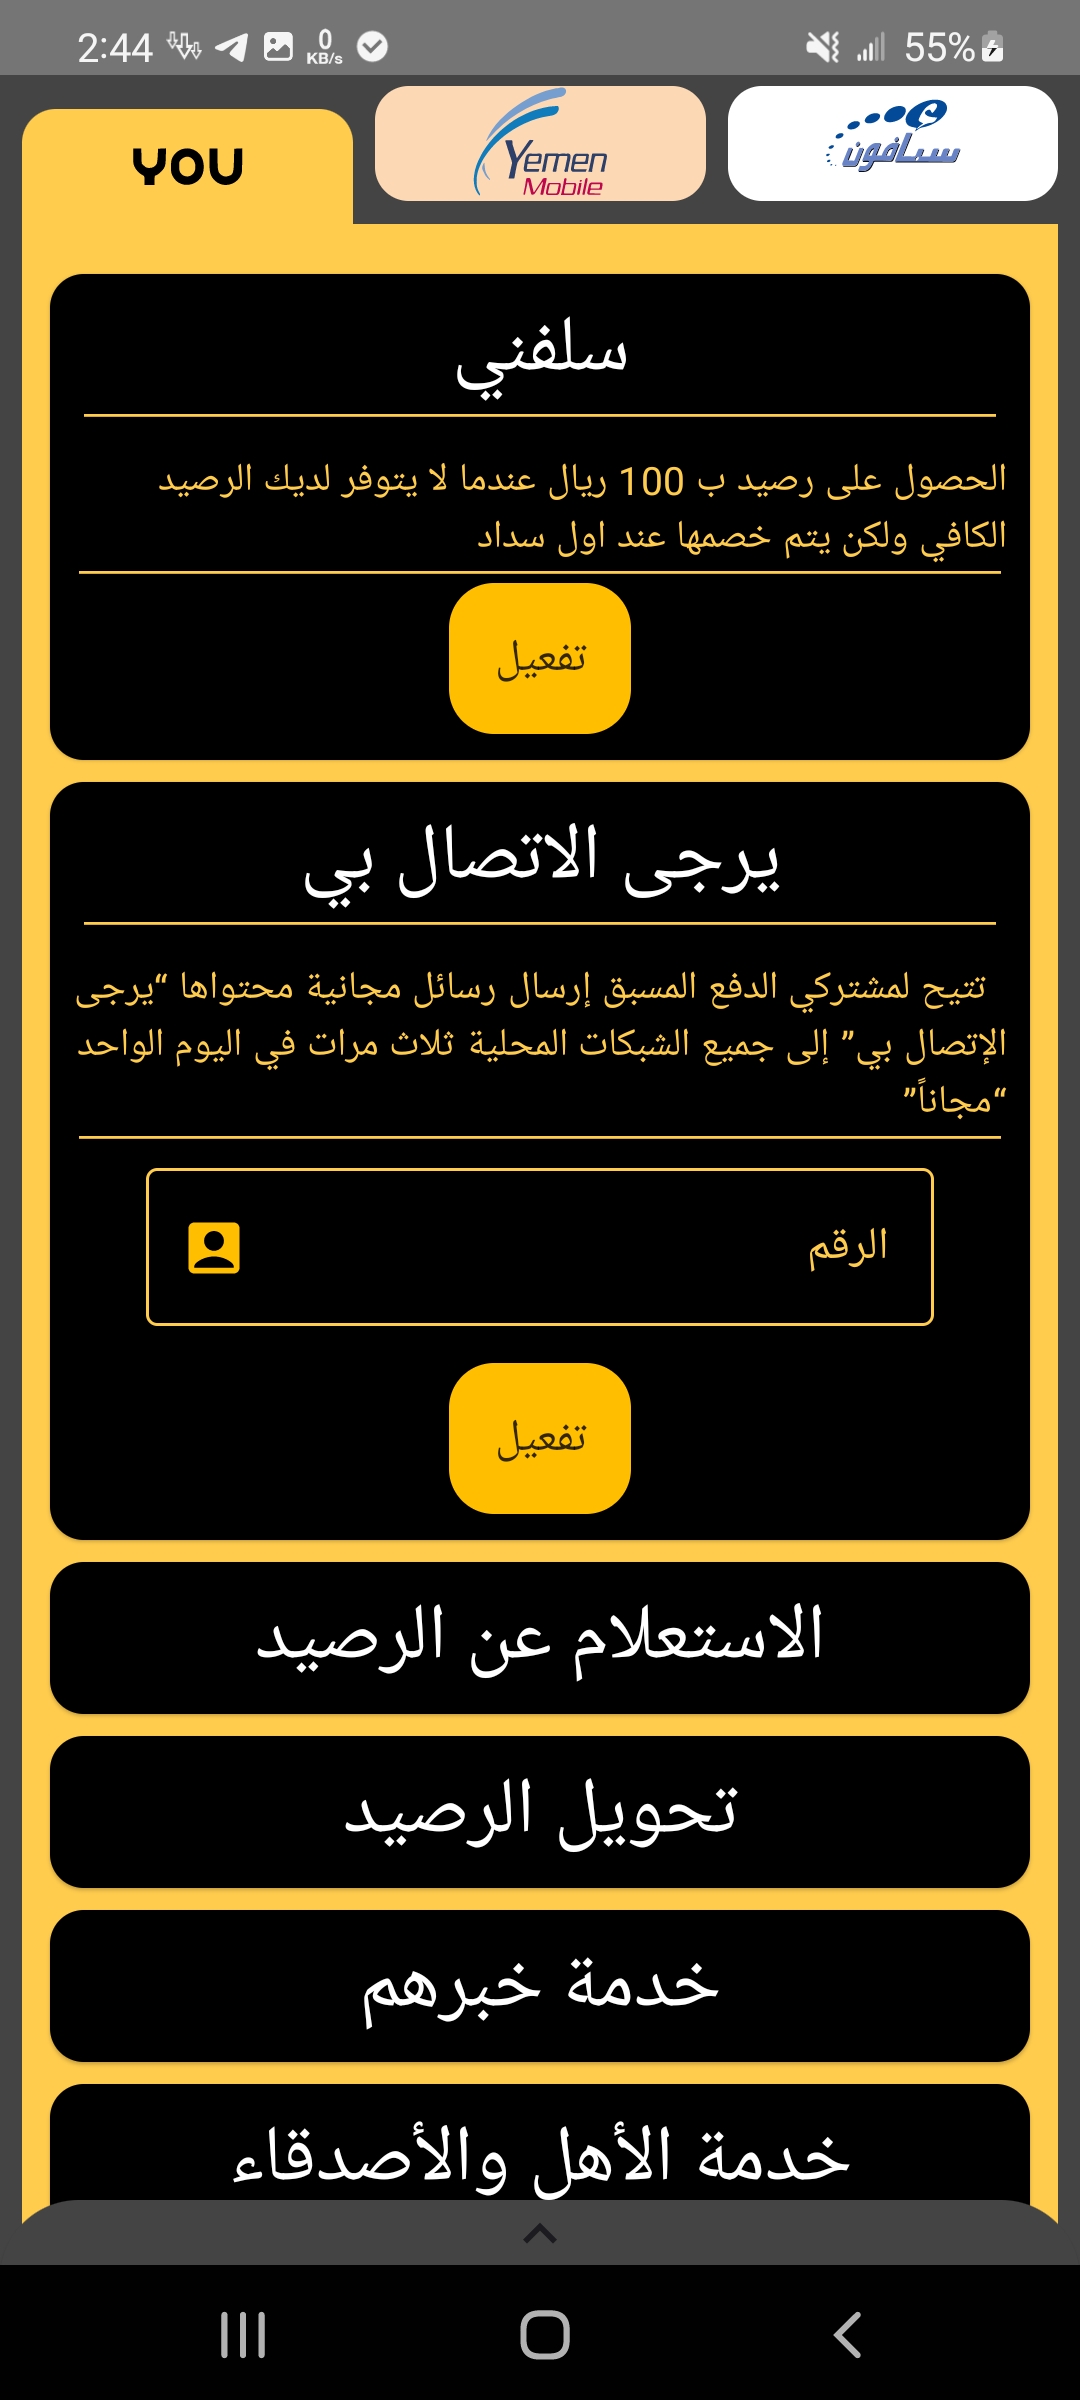 2:44
0
KB/s
55%
YOU
Yemen
Mobile
سبأفون
سلفني
الحصول على رصيد ب 100 ريال عندما لا يتوفر لديك الرصيد
الكافي ولكن يتم خصمها عند اول سداد
تفعيل
يرجى الاتصال بي
تتيح لمشتركي الدفع المسبق إرسال رسائل مجانية محتواها “يرجى
الإتصال بي” إلى جميع الشبكات المحلية ثلاث مرات في اليوم الواحد
“مجاناً”
الرقم
تفعيل
الاستعلام عن الرصيد
تحويل الرصيد
خدمة خبرهم
خدمة الأهل والأصدقاء